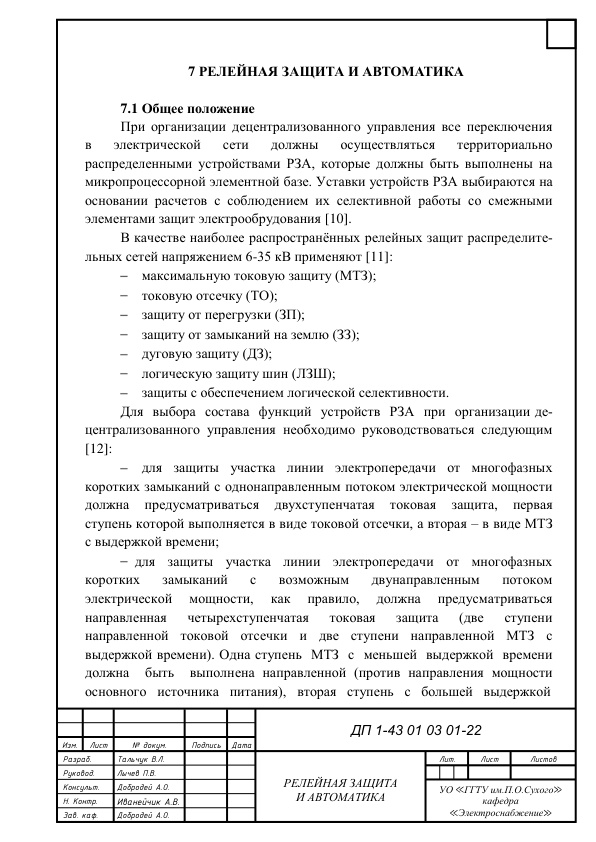 7 РЕЛЕЙНАЯ ЗАЩИТА И АВТОМАТИКА
7.1 Общее положение
При организации децентрализованного управления все переключения
в электрической сети должны осуществляться территориально
распределенными устройствами РЗА, которые должны быть выполнены на
микропроцессорной элементной базе. Уставки устройств РЗА выбираются на
основании расчетов с соблюдением их селективной работы со смежными
элементами защит электрообрудования [10].
В качестве наиболее распространённых релейных защит распределите-
льных сетей напряжением 6-35 кВ применяют [11]:
– максимальную токовую защиту (МТЗ);
– токовую отсечку (ТО);
– защиту от перегрузки (ЗП);
– защиту от замыканий на землю (ЗЗ);
– дуговую защиту (ДЗ);
– логическую защиту шин (ЛЗШ);
– защиты с обеспечением логической селективности.
Для выбора состава функций устройств РЗА при организации де-
централизованного управления необходимо руководствоваться следующим
[12]:
– для защиты участка линии электропередачи от многофазных
коротких замыканий с однонаправленным потоком электрической мощности
должна предусматриваться двухступенчатая токовая защита, первая
ступень которой выполняется в виде токовой отсечки, а вторая – в виде МТЗ
с выдержкой времени;
– для защиты участка линии электропередачи от многофазных
коротких замыканий с возможным двунаправленным потоком
электрической мощности, как правило, должна предусматриваться
направленная четырехступенчатая токовая защита (две ступени
направленной токовой отсечки и две ступени направленной МТЗ с
выдержкой времени). Одна ступень МТЗ с меньшей выдержкой времени
должна быть выполнена направленной (против направления мощности
основного источника питания), вторая ступень с большей выдержкой
ДП 1-43 01 03 01-22
Изм. Лист № докум. Подпись Дата
Разраб. Тальчук В.Л.
Руковод. Лычев П.В.
Консульт. Добродей А.О.
Н. Контр. Иванейчик А.В.
Зав. каф. Добродей А.О.
РЕЛЕЙНАЯ ЗАЩИТА
И АВТОМАТИКА
Лит. Лист Листов
УО ≪ГГТУ им.П.О.Сухого≫
кафедра
≪Электроснабжение≫